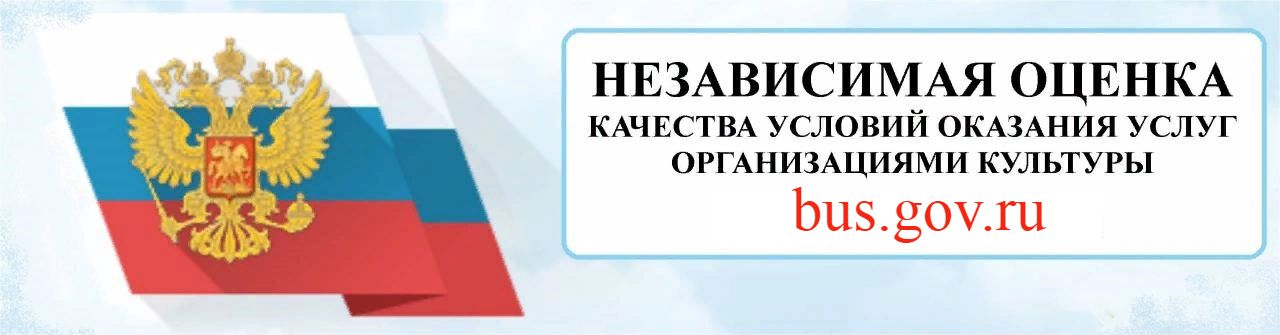 НЕЗАВИСИМАЯ ОЦЕНКА
КАЧЕСТВА УСЛОВИЙ ОКАЗАНИЯ УСЛУГ
ОРГАНИЗАЦИЯМИ КУЛЬТУРЫ
bus.gov.ru